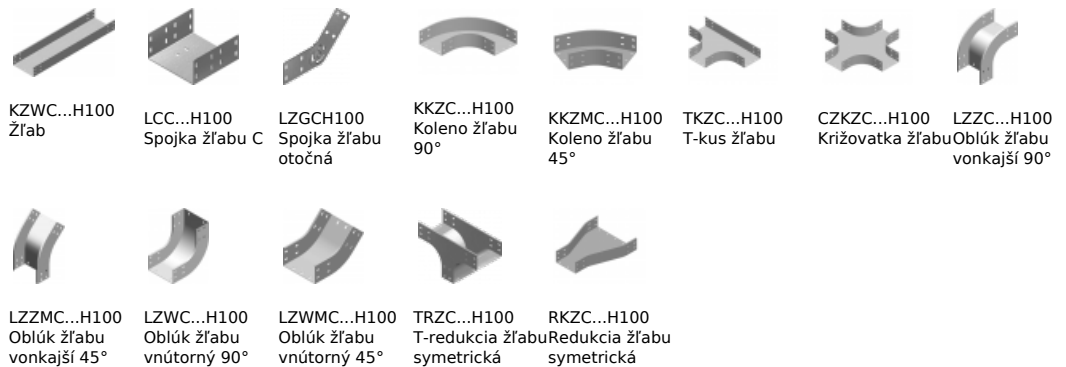 KZWC...H100
Žľab
LCC...H100
Spojka žľabu C
LZGCH100
Spojka žľabu
otočná
KKZC...H100
Koleno žľabu
90°
KKZMC...H100
Koleno žľabu
45°
TKZC...H100
T-kus žľabu
CZKZC...H100
Križovatka žľabu
LZZC...H100
Oblúk žľabu
vonkajší 90°
LZZMC...H100
Oblúk žľabu
vonkajší 45°
LZWC...H100
Oblúk žľabu
vnútorný 90°
LZWMC...H100
Oblúk žľabu
vnútorný 45°
TRZC...H100
T-redukcia žľabu
symetrická
RKZC...H100
Redukcia žľabu
symetrická